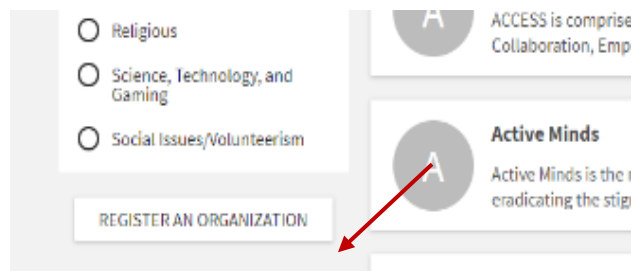 Religious
Science, Technology, and
Gaming
Social Issues/Volunteerism
REGISTER AN ORGANIZATION
A
ACCESS is comprise
Collaboration, Emp
A
Active Minds
Active Minds is the
eradicating the stig